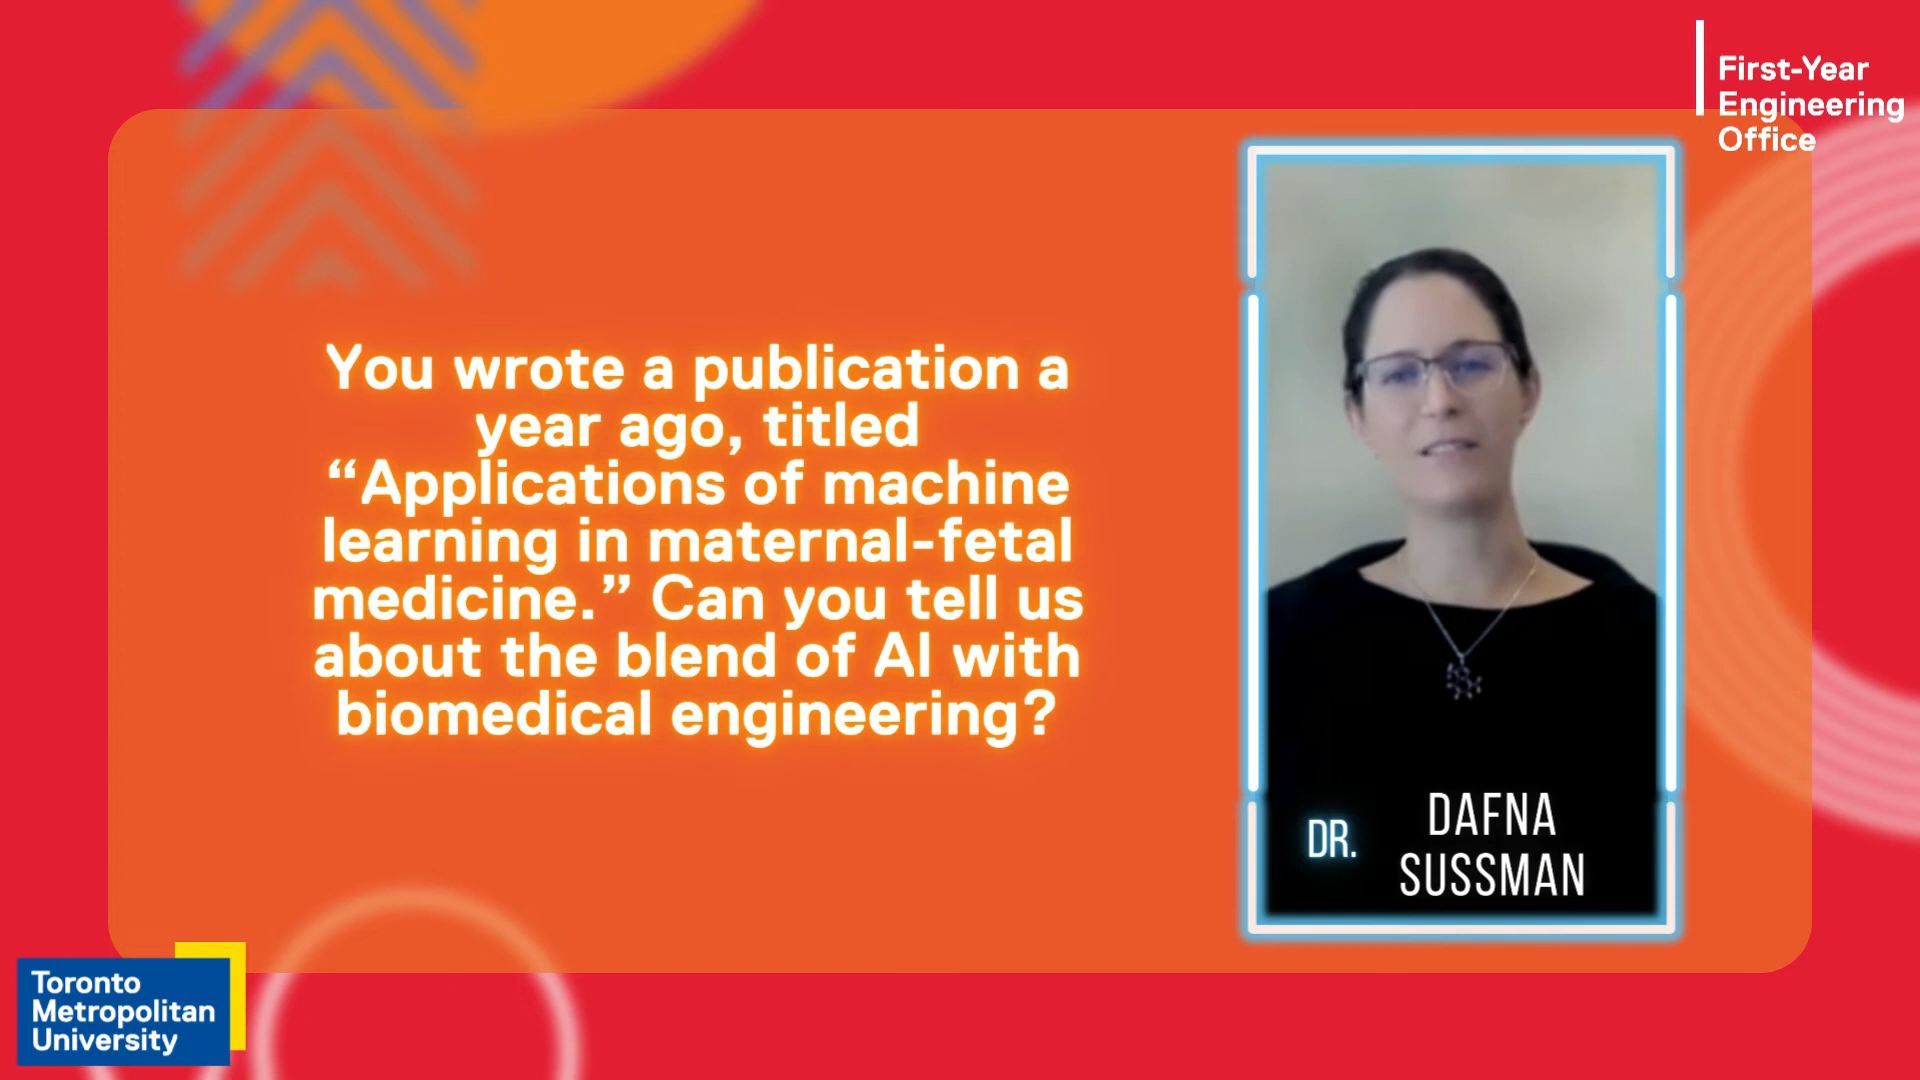 First-Year
Engineering
Office
You wrote a publication a
year ago, titled
“Applications of machine
learning in maternal-fetal
medicine.” Can you tell us
about the blend of AI with
biomedical engineering?
DR.
DAFNA
SUSSMAN
Toronto
Metropolitan
University